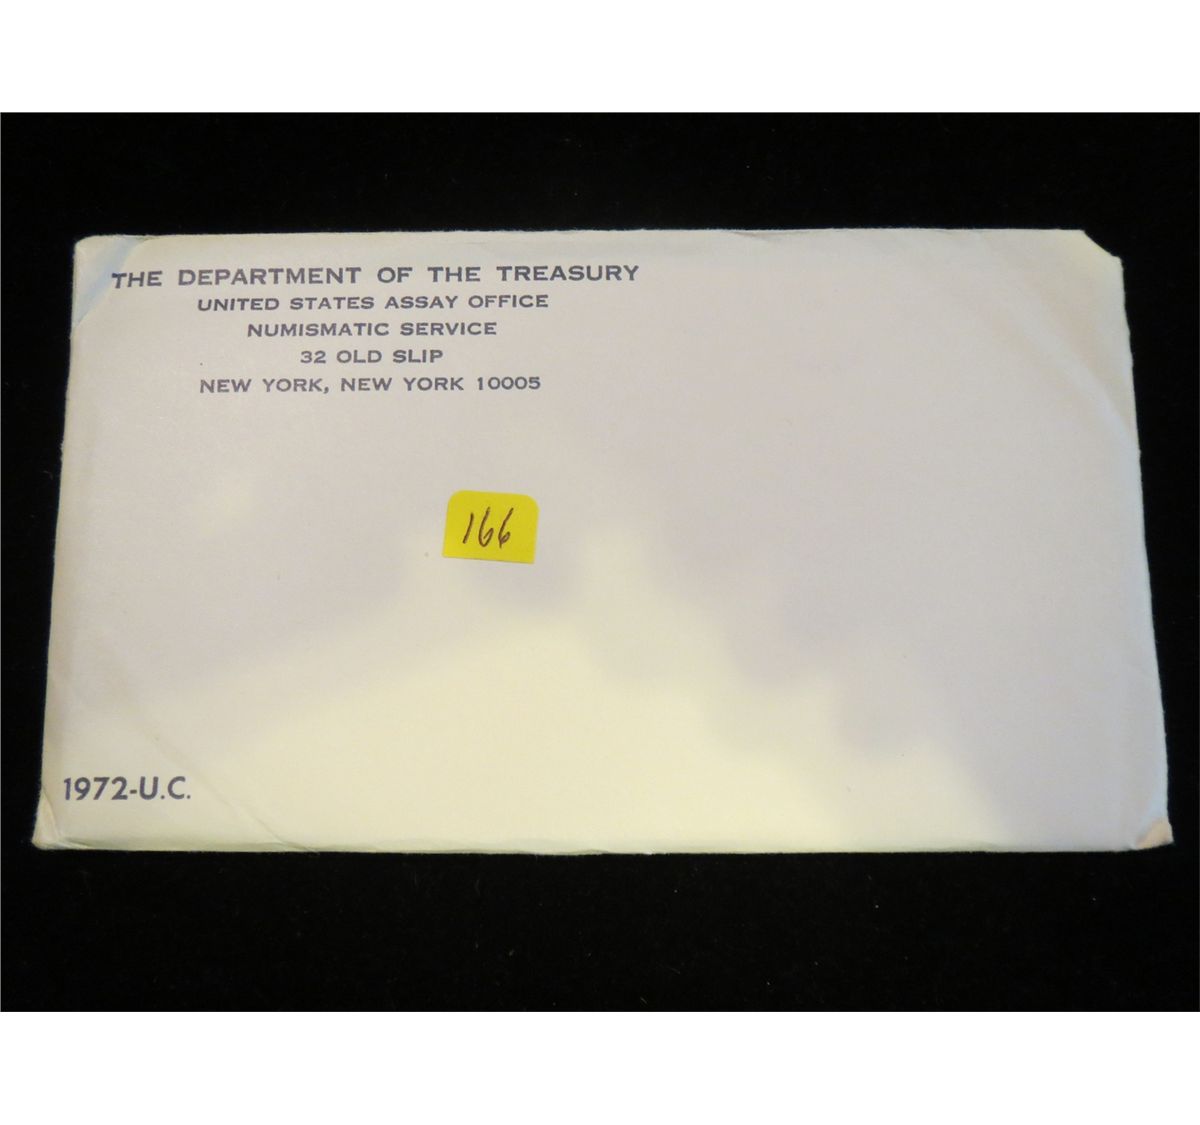 THE DEPARTMENT OF THE TREASURY
UNITED STATES ASSAY OFFICE
NUMISMATIC SERVICE
32 OLD SLIP
NEW YORK, NEW YORK 10005
166
1972-U.C.